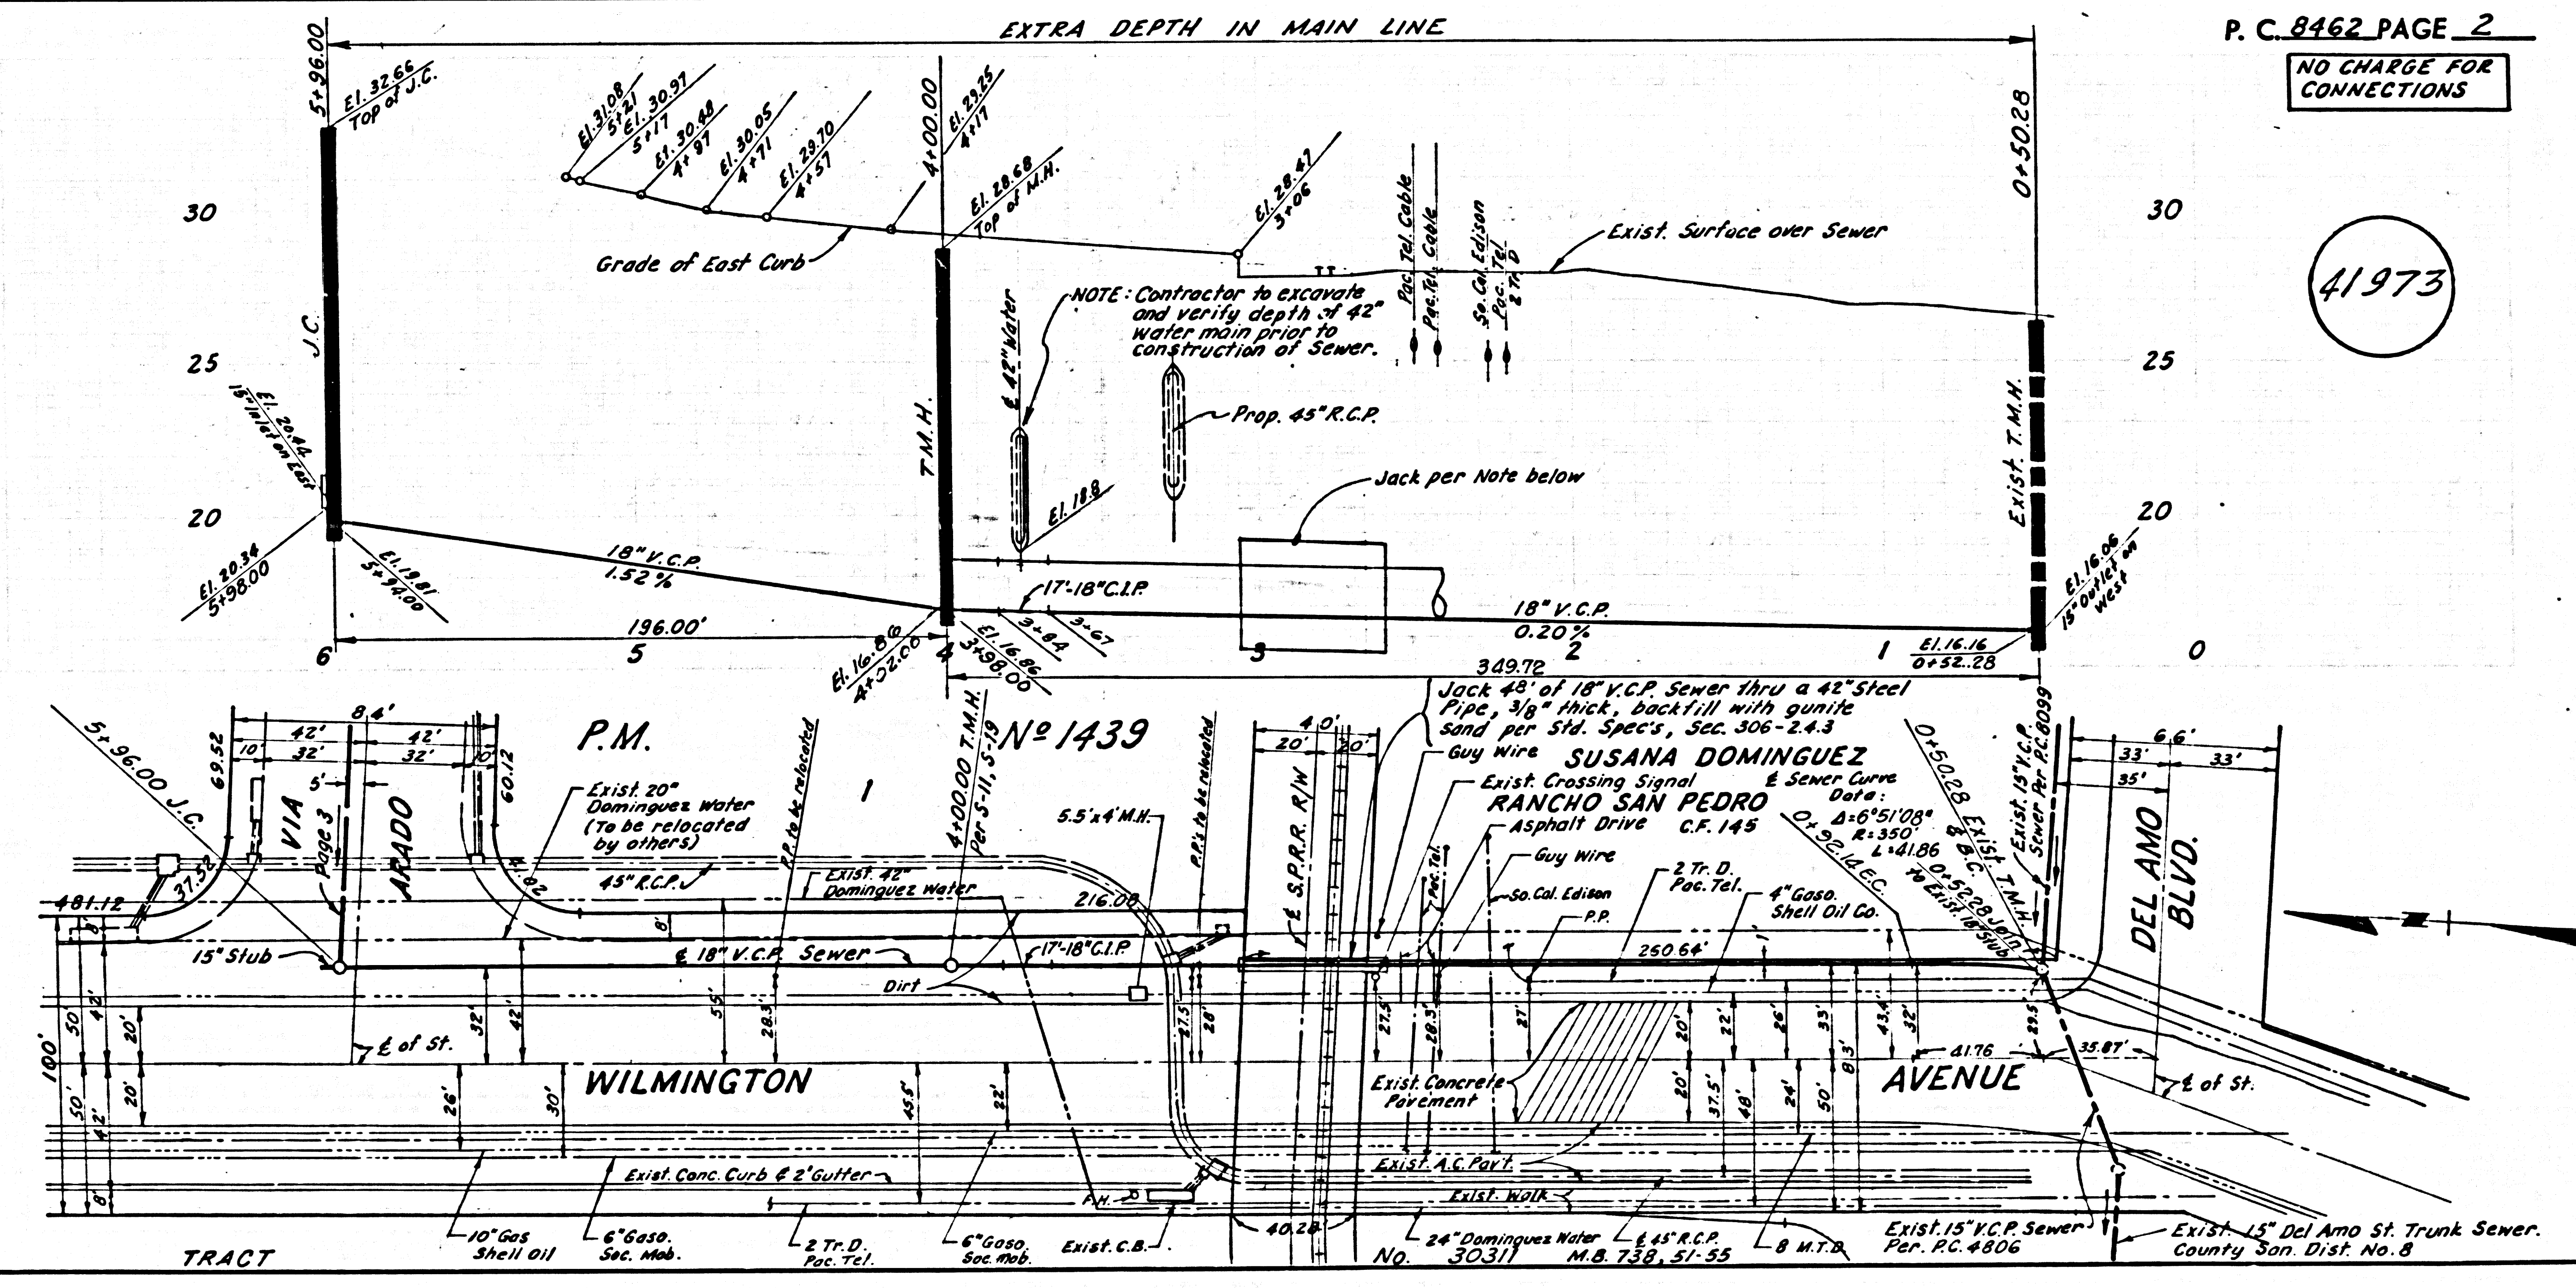 EXTRA DEPTH IN MAIN LINE
P. C. 8462 PAGE 2
NO CHARGE FOR
CONNECTIONS
41973
5+96.00
El. 32.66
Top of J.C.
El. 31.08
5+21
El. 30.97
5+17
El. 30.48
4+97
El. 30.05
4+71
El. 29.70
4+57
4+00.00
El. 29.25
4+17
El. 28.68
Top of M.H.
El. 28.47
3+06
Pac. Tel. Cable
Pac. Tel. Cable
So. Cal. Edison
Pac. Tel.
2 Tr. D
0+50.28
30
30
Grade of East Curb
Exist. Surface over Sewer
NOTE: Contractor to excavate
and verify depth of 42"
water main prior to
construction of Sewer.
℄ 42" Water
J.C.
25
25
T.M.H.
Exist. T.M.H.
Prop. 45" R.C.P.
El. 20.44
15" Inlet on East
Jack per Note below
El. 18.8
20
20
El. 20.34
5+98.00
El. 19.81
5+94.00
18" V.C.P.
1.52 %
17'-18" C.I.P.
18" V.C.P.
0.20 %
El. 16.06
15" Outlet on
West
196.00'
El. 16.86
4+02.00
El. 16.86
3+98.00
3+84
3+67
El. 16.16
0+52.28
6
5
4
3
2
1
0
349.72
Jack 48' of 18" V.C.P. Sewer thru a 42" Steel
Pipe, 3/8" thick, backfill with gunite
Sand per Std. Spec's, Sec. 306-2.4.3
5+96.00 J.C.
84'
42'
42'
10'
32'
32'
10'
69.52
60.12
5'
VIA
ARADO
Page 3
P.M.
Nº 1439
1
Exist. 20"
Dominguez Water
(To be relocated
by others)
P.P. to be relocated
4+00.00 T.M.H.
Per S-11, S-19
5.5'x4' M.H.
P.P.'s to be relocated
40'
20'
20'
℄ S.P.R.R. R/W
Guy Wire
SUSANA DOMINGUEZ
Exist. Crossing Signal
RANCHO SAN PEDRO
Asphalt Drive
C.F. 145
℄ Sewer Curve
Data:
Δ=6°51'08"
R=350'
L=41.86
Guy Wire
Pac. Tel.
So. Cal. Edison
P.P.
2 Tr. D.
Pac. Tel.
4" Gaso.
Shell Oil Co.
0+92.14 E.C.
0+50.28 Exist. T.M.H.
& B.C.
0+52.28 Join
to Exist. 18" Stub
Exist. 15" V.C.P.
Sewer Per P.C. 8099
66'
33'
33'
35'
DEL AMO
BLVD.
N
481.12
37.52
45" R.C.P.
Exist. 42"
Dominguez Water
216.08
8'
8'
15" Stub
℄ 18" V.C.P. Sewer
17'-18" C.I.P.
250.64'
1'
Dirt
100'
50'
42'
20'
32'
42'
55'
28.3'
27.5'
28'
27.5'
28.3'
27'
20'
22'
26'
33'
43.4'
32'
29.5'
℄ of St.
41.76
35.87'
83'
WILMINGTON
AVENUE
Exist. Concrete
Pavement
℄ of St.
50'
42'
20'
26'
30'
45.5'
22'
20'
37.5'
48'
24'
50'
8'
Exist. Conc. Curb & 2' Gutter
F.H.
Exist. A.C. Pav't.
Exist. Walk
40.28'
TRACT
10" Gas
Shell Oil
6" Gaso.
Soc. Mob.
2 Tr. D.
Pac. Tel.
6" Gaso.
Soc. Mob.
Exist. C.B.
24" Dominguez Water
℄ 45" R.C.P.
No. 30311
M.B. 738, 51-55
8 M.T.D.
Exist. 15" V.C.P. Sewer
Per. P.C. 4806
Exist. 15" Del Amo St. Trunk Sewer.
County San. Dist. No. 8